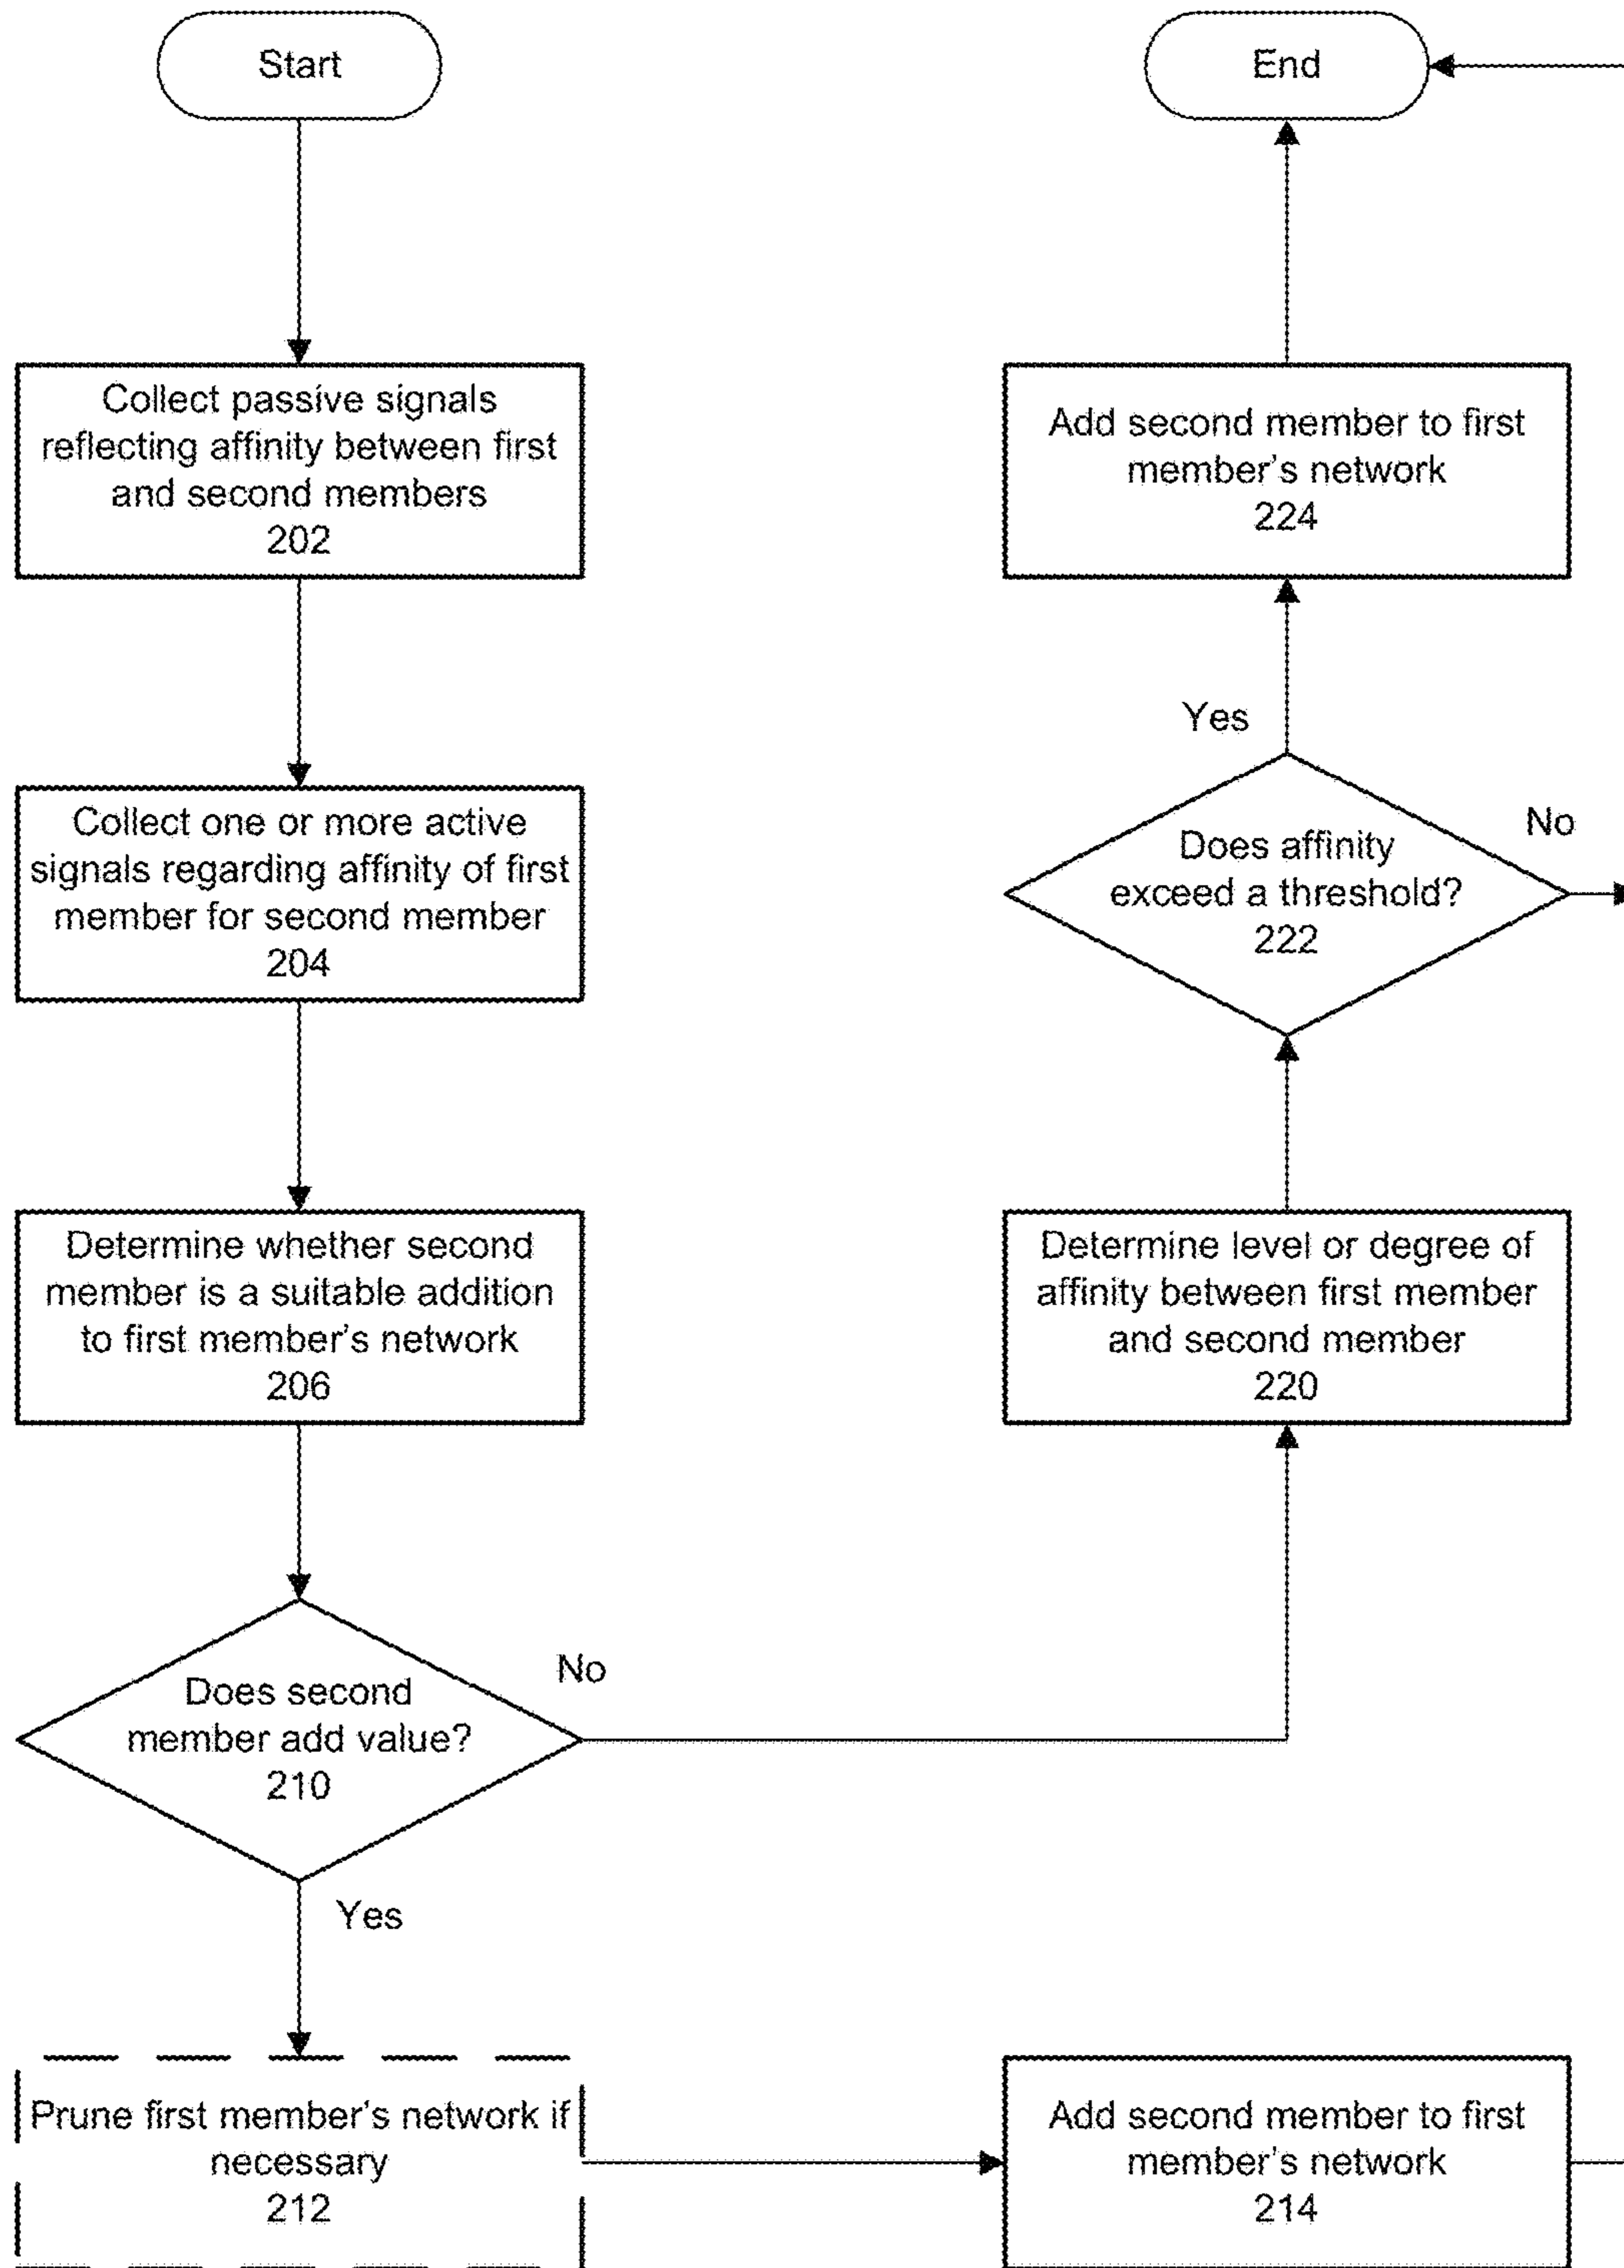 Start
Collect passive signals
reflecting affinity between first
and second members
202
Collect one or more active
signals regarding affinity of first
member for second member
204
Determine whether second
member is a suitable addition
to first member's network
206
Does second
member add value?
210
No
Yes
Prune first member's network if
necessary
212
Add second member to first
member's network
214
Determine level or degree of
affinity between first member
and second member
220
Does affinity
exceed a threshold?
222
No
Yes
Add second member to first
member's network
224
End